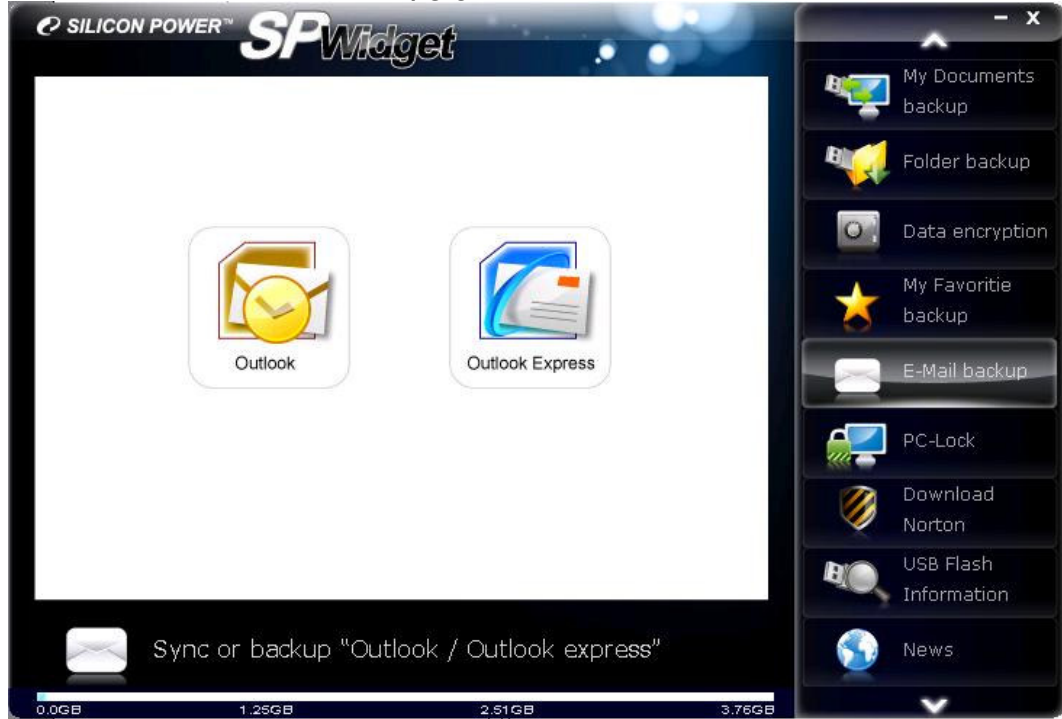 SILICON POWER™
SPWidget
- x
My Documents
backup
Folder backup
Data encryption
My Favoritie
backup
E-Mail backup
PC-Lock
Download
Norton
USB Flash
Information
News
Outlook
Outlook Express
Sync or backup "Outlook / Outlook express"
0.0GB 1.25GB 2.51GB 3.76GB